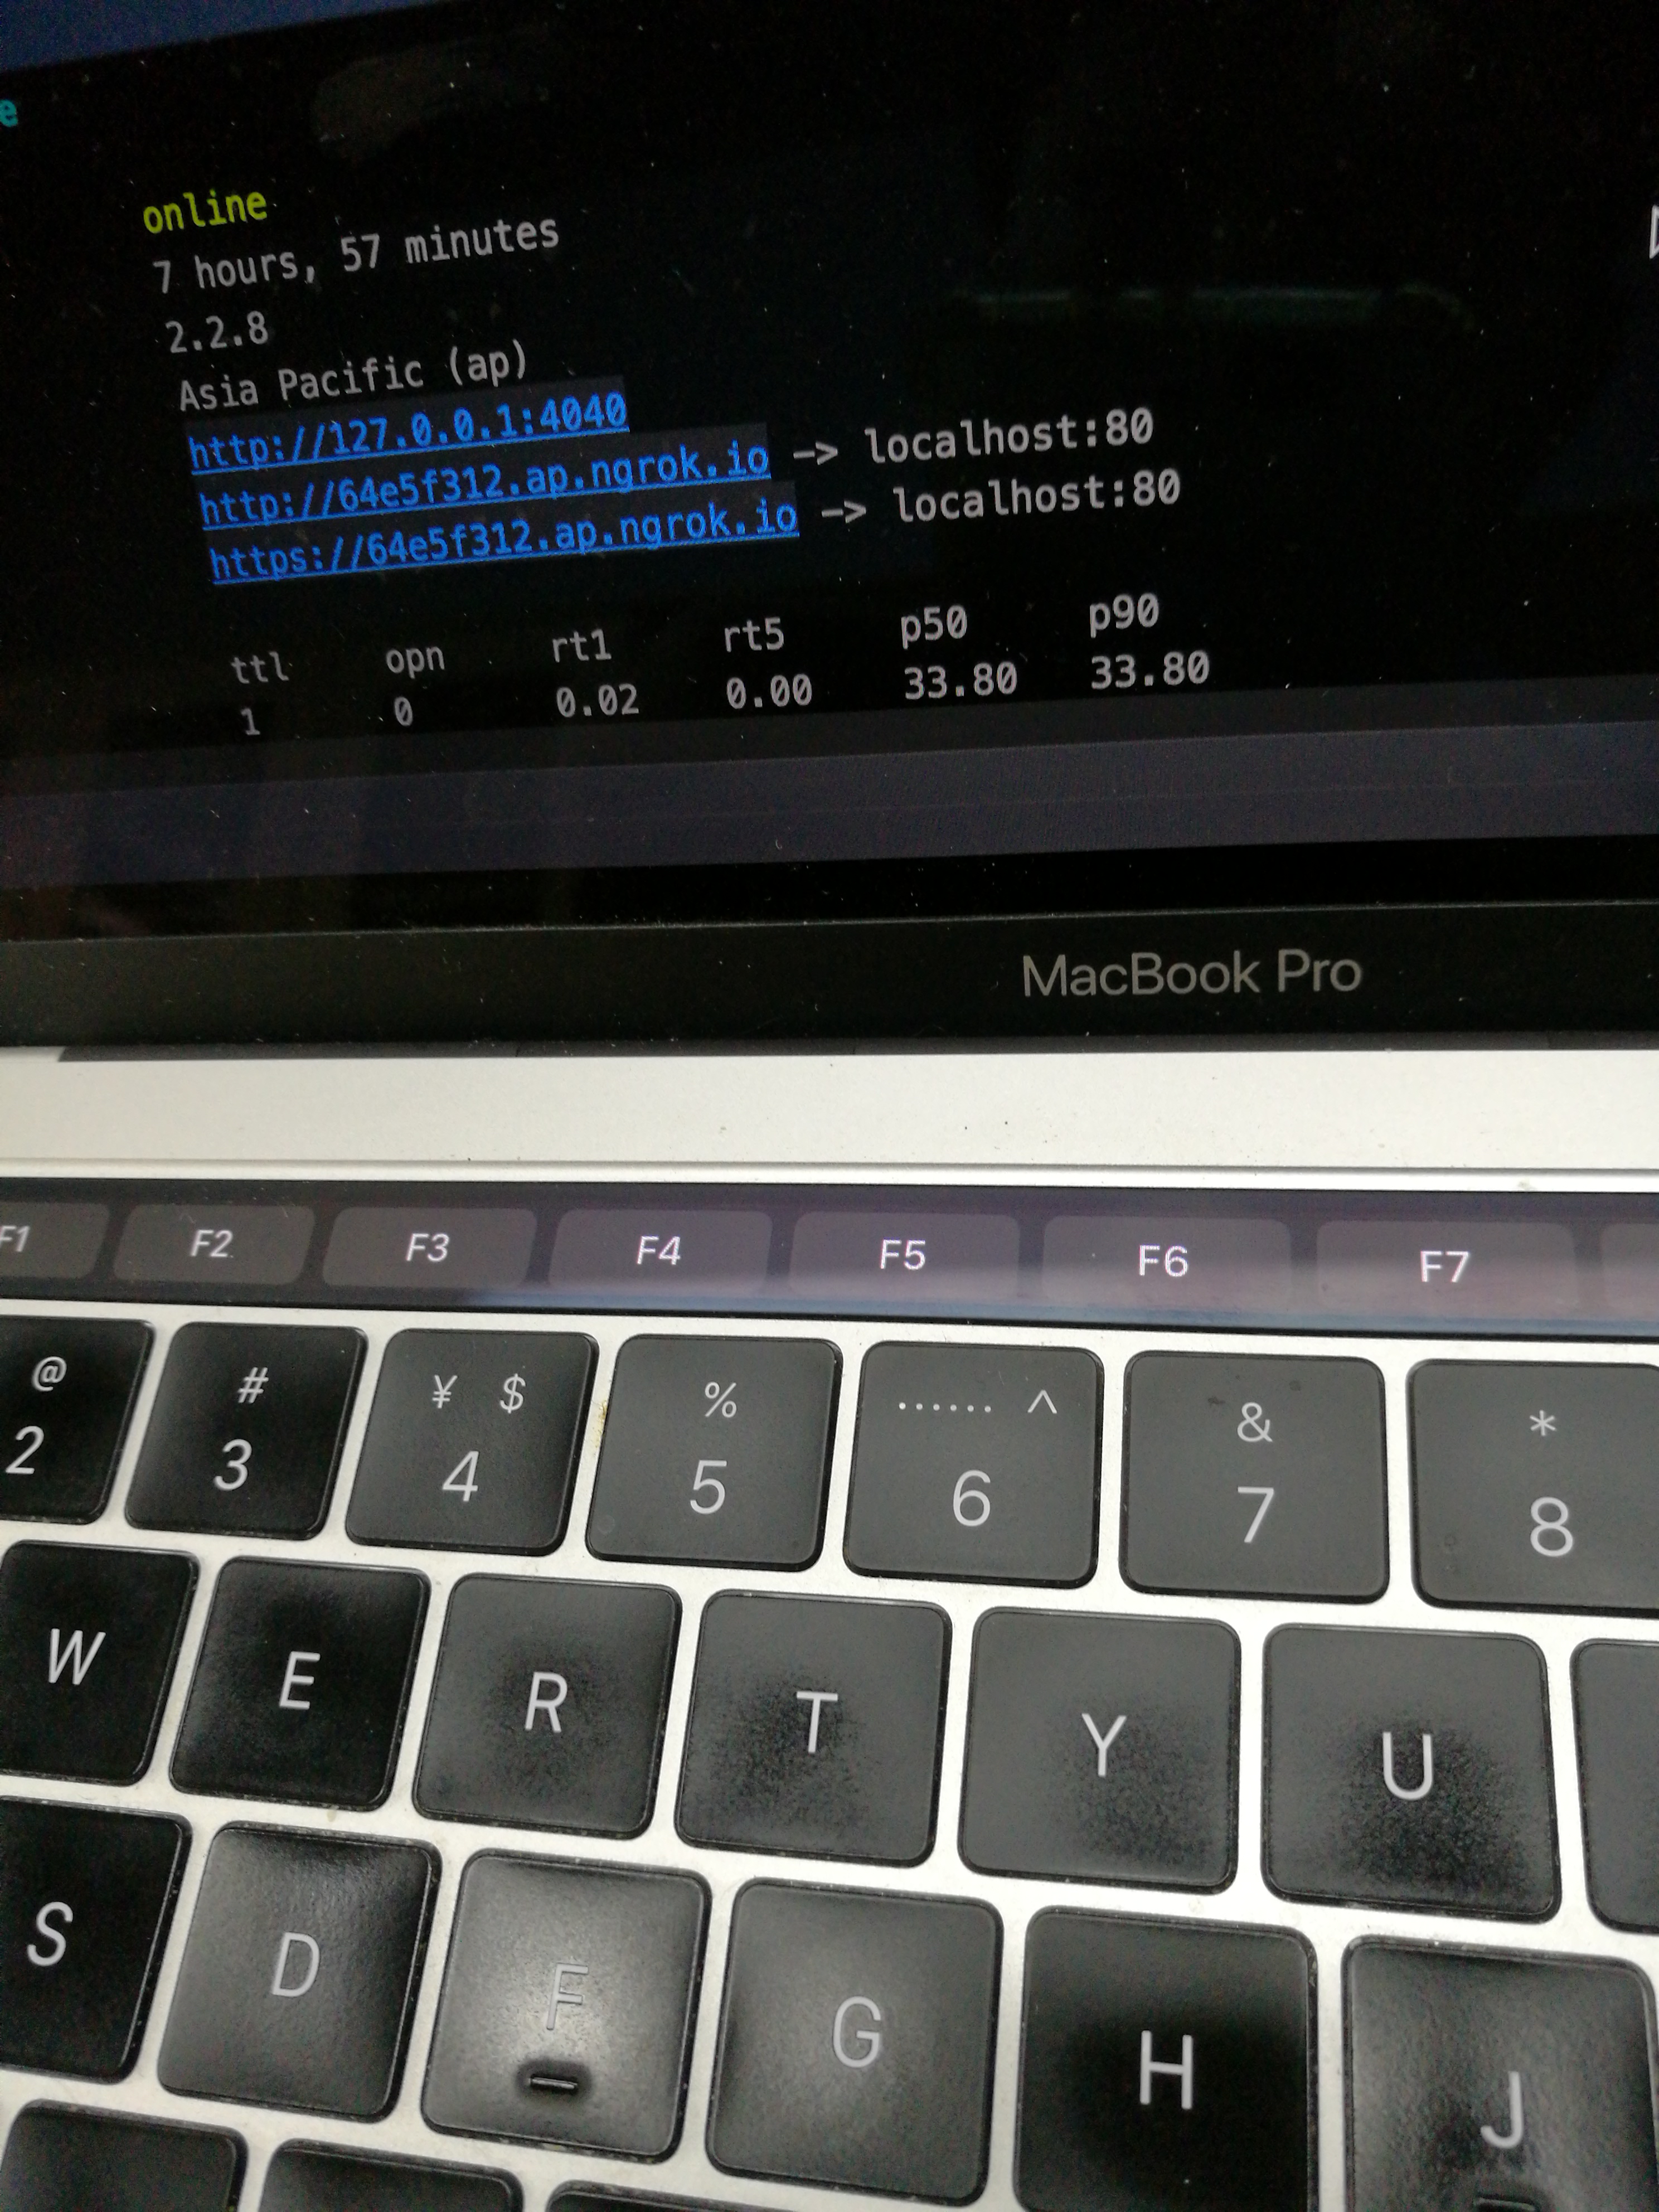 e
online
7 hours, 57 minutes
2.2.8
Asia Pacific (ap)
http://127.0.0.1:4040
http://64e5f312.ap.ngrok.io -> localhost:80
https://64e5f312.ap.ngrok.io -> localhost:80
ttl opn rt1 rt5 p50 p90
1 0 0.02 0.00 33.80 33.80
MacBook Pro
F1 F2 F3 F4 F5 F6 F7
@ # ¥ $ % …… ^ & *
2 3 4 5 6 7 8
W E R T Y U
S D F G H J